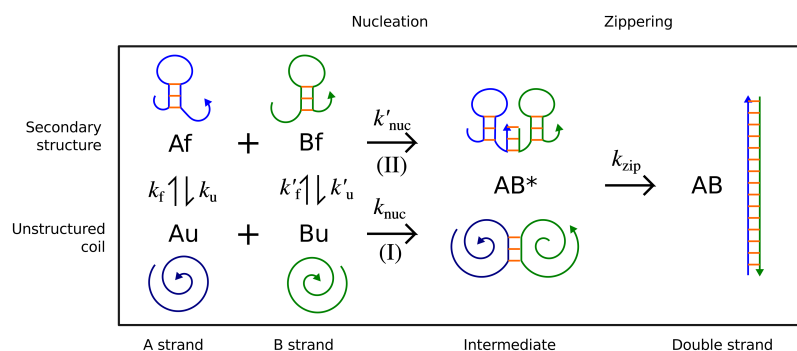 Nucleation
Zippering
Secondary
structure
Af + Bf
k'nuc
(II)
AB*
kzip
AB
kf
ku
k'f
k'u
Unstructured
coil
Au + Bu
knuc
(I)
A strand
B strand
Intermediate
Double strand